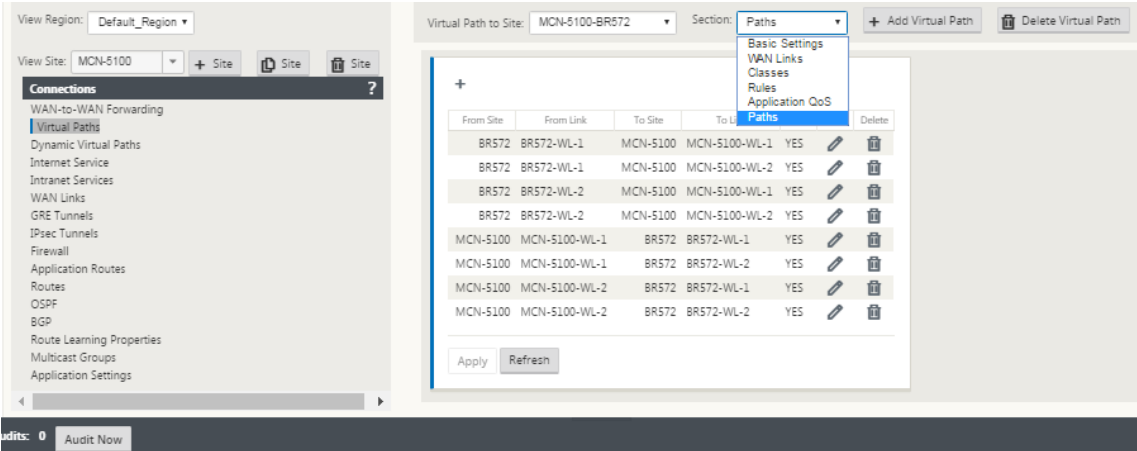 View Region: Default_Region
Virtual Path to Site: MCN-5100-BR572 Section: Paths + Add Virtual Path Delete Virtual Path
Basic Settings
WAN Links
Classes
Rules
Application QoS
Paths
View Site: MCN-5100 + Site Site Site
Connections ?
WAN-to-WAN Forwarding
Virtual Paths
Dynamic Virtual Paths
Internet Service
Intranet Services
WAN Links
GRE Tunnels
IPsec Tunnels
Firewall
Application Routes
Routes
OSPF
BGP
Route Learning Properties
Multicast Groups
Application Settings
+
From Site From Link To Site To Li Delete
BR572 BR572-WL-1 MCN-5100 MCN-5100-WL-1 YES
BR572 BR572-WL-1 MCN-5100 MCN-5100-WL-2 YES
BR572 BR572-WL-2 MCN-5100 MCN-5100-WL-1 YES
BR572 BR572-WL-2 MCN-5100 MCN-5100-WL-2 YES
MCN-5100 MCN-5100-WL-1 BR572 BR572-WL-1 YES
MCN-5100 MCN-5100-WL-1 BR572 BR572-WL-2 YES
MCN-5100 MCN-5100-WL-2 BR572 BR572-WL-1 YES
MCN-5100 MCN-5100-WL-2 BR572 BR572-WL-2 YES
Apply Refresh
udits: 0 Audit Now